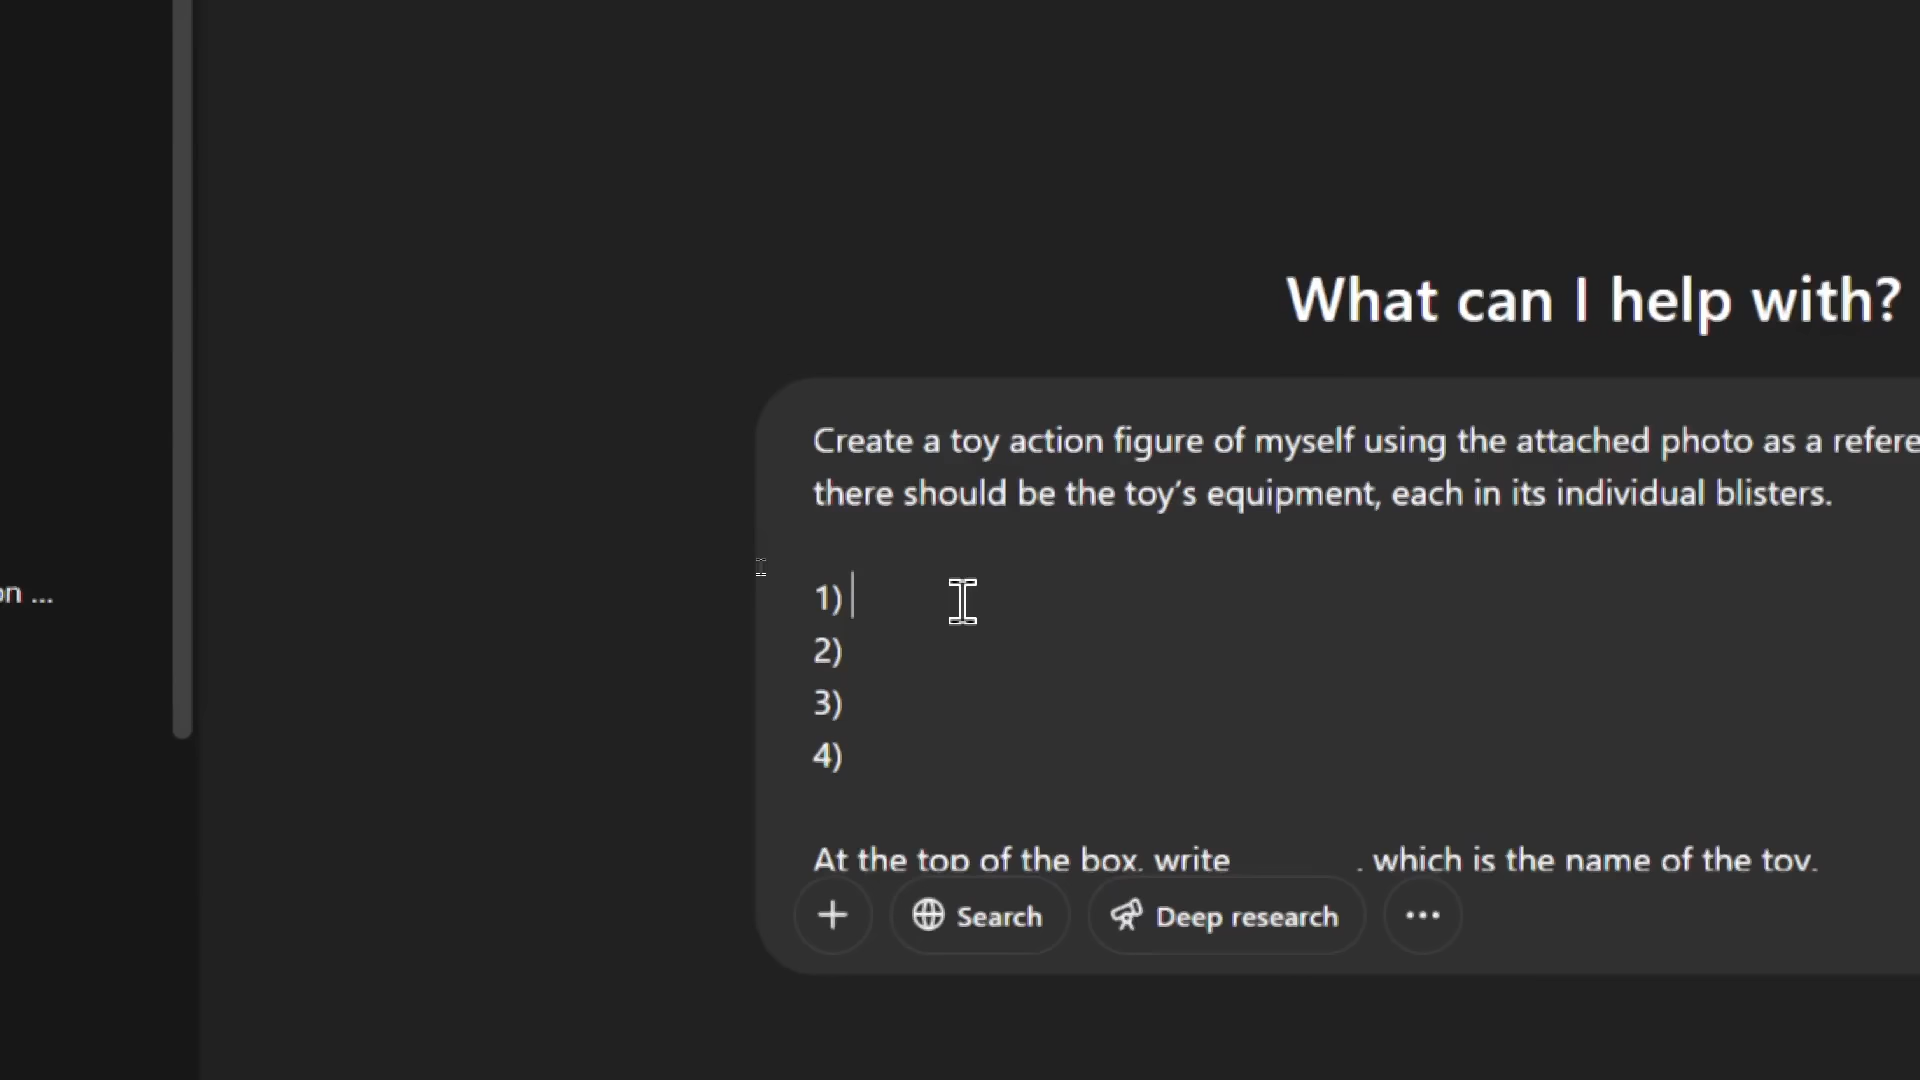 What can I help with?
Create a toy action figure of myself using the attached photo as a refere
there should be the toy’s equipment, each in its individual blisters.
on ...
1)
2)
3)
4)
At the top of the box, write , which is the name of the toy.
Search
Deep research